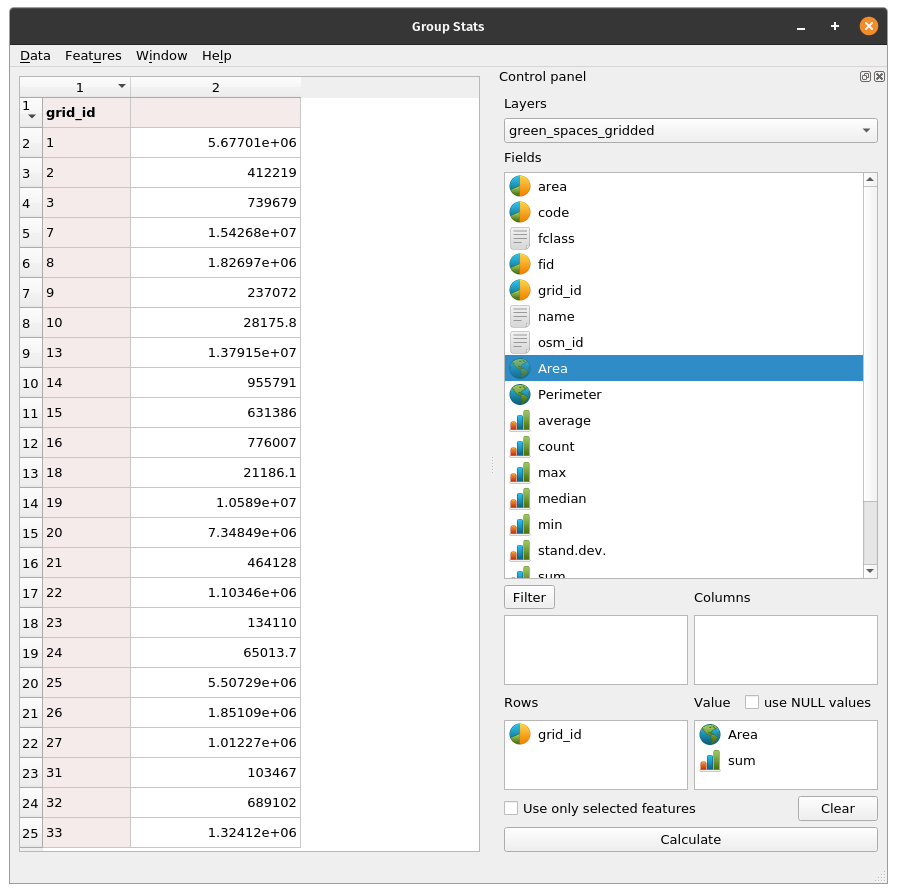 Group Stats
Data Features Window Help
1 2
1 grid_id
2 1 5.67701e+06
3 2 412219
4 3 739679
5 7 1.54268e+07
6 8 1.82697e+06
7 9 237072
8 10 28175.8
9 13 1.37915e+07
10 14 955791
11 15 631386
12 16 776007
13 18 21186.1
14 19 1.0589e+07
15 20 7.34849e+06
16 21 464128
17 22 1.10346e+06
18 23 134110
19 24 65013.7
20 25 5.50729e+06
21 26 1.85109e+06
22 27 1.01227e+06
23 31 103467
24 32 689102
25 33 1.32412e+06
Control panel
Layers
green_spaces_gridded
Fields
area
code
fclass
fid
grid_id
name
osm_id
Area
Perimeter
average
count
max
median
min
stand.dev.
sum
Filter Columns
Rows Value use NULL values
grid_id Area
sum
Use only selected features Clear
Calculate